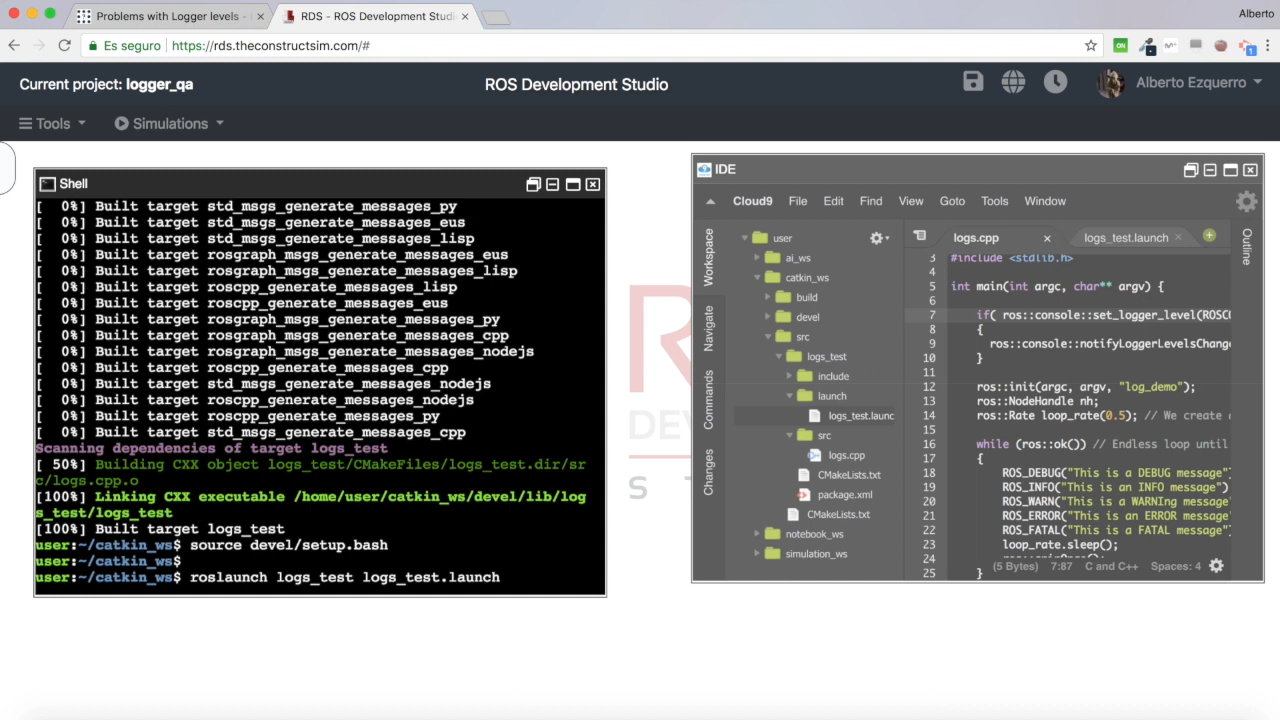 Problems with Logger levels -
RDS - ROS Development Studi
Alberto
Es seguro
https://rds.theconstructsim.com/#
Current project: logger_qa
ROS Development Studio
Alberto Ezquerro
Tools
Simulations
Shell
[  0%] Built target std_msgs_generate_messages_py
[  0%] Built target std_msgs_generate_messages_eus
[  0%] Built target std_msgs_generate_messages_lisp
[  0%] Built target rosgraph_msgs_generate_messages_eus
[  0%] Built target rosgraph_msgs_generate_messages_lisp
[  0%] Built target roscpp_generate_messages_lisp
[  0%] Built target roscpp_generate_messages_eus
[  0%] Built target rosgraph_msgs_generate_messages_py
[  0%] Built target rosgraph_msgs_generate_messages_cpp
[  0%] Built target rosgraph_msgs_generate_messages_nodejs
[  0%] Built target roscpp_generate_messages_cpp
[  0%] Built target std_msgs_generate_messages_nodejs
[  0%] Built target roscpp_generate_messages_nodejs
[  0%] Built target roscpp_generate_messages_py
[  0%] Built target std_msgs_generate_messages_cpp
Scanning dependencies of target logs_test
[ 50%] Building CXX object logs_test/CMakeFiles/logs_test.dir/sr
c/logs.cpp.o
[100%] Linking CXX executable /home/user/catkin_ws/devel/lib/log
s_test/logs_test
[100%] Built target logs_test
user:~/catkin_ws$ source devel/setup.bash
user:~/catkin_ws$
user:~/catkin_ws$ roslaunch logs_test logs_test.launch
IDE
Cloud9 File Edit Find View Goto Tools Window
Workspace
Navigate
Commands
Changes
user
ai_ws
catkin_ws
build
devel
src
logs_test
include
launch
logs_test.launc
src
logs.cpp
CMakeLists.txt
package.xml
CMakeLists.txt
notebook_ws
simulation_ws
logs.cpp
logs_test.launch
Outline
3 #include <stdlib.h>
4
5 int main(int argc, char** argv) {
6
7 if( ros::console::set_logger_level(ROSCO
8 {
9 ros::console::notifyLoggerLevelsChange
10 }
11
12 ros::init(argc, argv, "log_demo");
13 ros::NodeHandle nh;
14 ros::Rate loop_rate(0.5); // We create
15
16 while (ros::ok()) // Endless loop until
17 {
18 ROS_DEBUG("This is a DEBUG message"
19 ROS_INFO("This is an INFO message")
20 ROS_WARN("This is a WARNIng message
21 ROS_ERROR("This is an ERROR message
22 ROS_FATAL("This is a FATAL message"
23 loop_rate.sleep();
25 }
(5 Bytes) 7:87 C and C++ Spaces: 4
R
DE
S